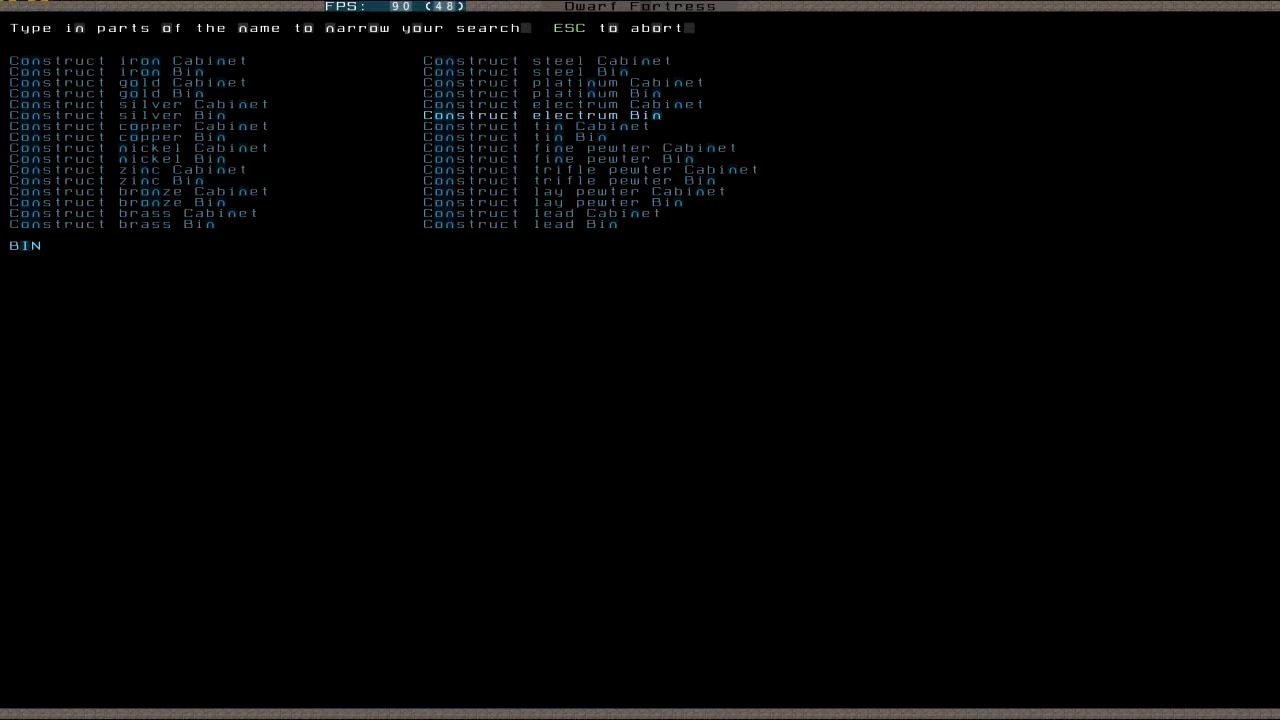 FPS: 90 (48) Dwarf Fortress
Type in parts of the name to narrow your search. ESC to abort.
Construct iron Cabinet Construct steel Cabinet
Construct iron Bin Construct steel Bin
Construct gold Cabinet Construct platinum Cabinet
Construct gold Bin Construct platinum Bin
Construct silver Cabinet Construct electrum Cabinet
Construct silver Bin Construct electrum Bin
Construct copper Cabinet Construct tin Cabinet
Construct copper Bin Construct tin Bin
Construct nickel Cabinet Construct fine pewter Cabinet
Construct nickel Bin Construct fine pewter Bin
Construct zinc Cabinet Construct trifle pewter Cabinet
Construct zinc Bin Construct trifle pewter Bin
Construct bronze Cabinet Construct lay pewter Cabinet
Construct bronze Bin Construct lay pewter Bin
Construct brass Cabinet Construct lead Cabinet
Construct brass Bin Construct lead Bin
BIN